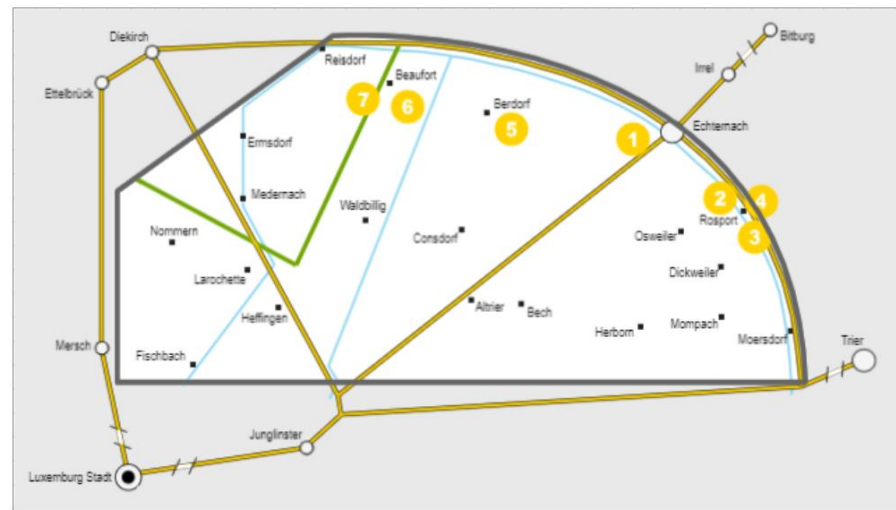 Diekirch
Bitburg
Reisdorf
Irrel
Ettelbrück
Beaufort
7
6
Berdorf
5
1
Echternach
Ermsdorf
2
4
Medernach
Waldbillig
Rosport
Nommern
Consdorf
Osweiler
3
Larochette
Dickweiler
Heffingen
Altrier
Bech
Herborn
Mompach
Moersdorf
Mersch
Fischbach
Trier
Junglinster
Luxemburg Stadt